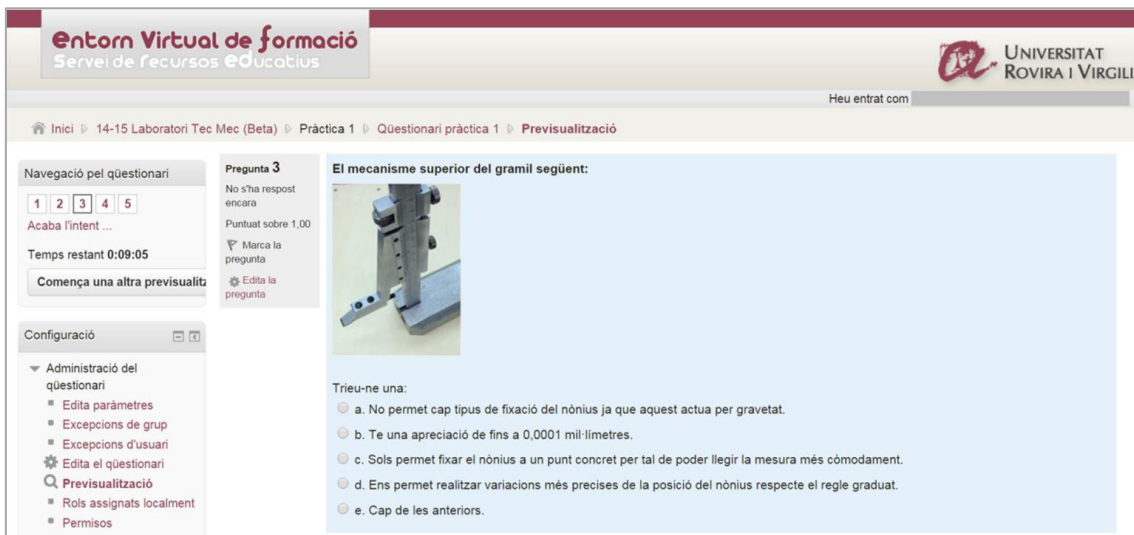 entorn Virtual de formació
Servei de recursos educatius
UNIVERSITAT
ROVIRA I VIRGILI
Heu entrat com
Inici 14-15 Laboratori Tec Mec (Beta) Pràctica 1 Qüestionari pràctica 1 Previsualització
Navegació pel qüestionari
1 2 3 4 5
Acaba l'intent ...
Temps restant 0:09:05
Comença una altra previsualitz
Pregunta 3
No s'ha respost
encara
Puntuat sobre 1,00
Marca la
pregunta
Edita la
pregunta
El mecanisme superior del gramil següent:
Trieu-ne una:
a. No permet cap tipus de fixació del nònius ja que aquest actua per gravetat.
b. Te una apreciació de fins a 0,0001 mil·límetres.
c. Sols permet fixar el nònius a un punt concret per tal de poder llegir la mesura més còmodament.
d. Ens permet realitzar variacions més precises de la posició del nònius respecte el regle graduat.
e. Cap de les anteriors.
Configuració
Administració del
qüestionari
Edita paràmetres
Excepcions de grup
Excepcions d'usuari
Edita el qüestionari
Previsualització
Rols assignats localment
Permisos